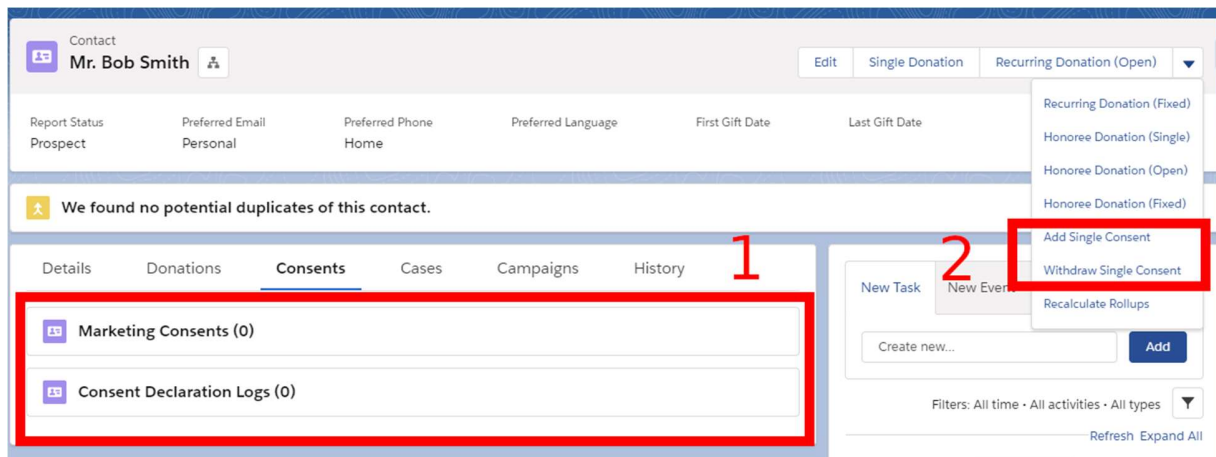 Contact
Mr. Bob Smith
Edit
Single Donation
Recurring Donation (Open)
Report Status
Preferred Email
Preferred Phone
Preferred Language
First Gift Date
Last Gift Date
Prospect
Personal
Home
Recurring Donation (Fixed)
Honoree Donation (Single)
Honoree Donation (Open)
Honoree Donation (Fixed)
Add Single Consent
Withdraw Single Consent
Recalculate Rollups
We found no potential duplicates of this contact.
1
2
Details
Donations
Consents
Cases
Campaigns
History
Marketing Consents (0)
Consent Declaration Logs (0)
New Task
New Event
Create new...
Add
Filters: All time • All activities • All types
Refresh Expand All